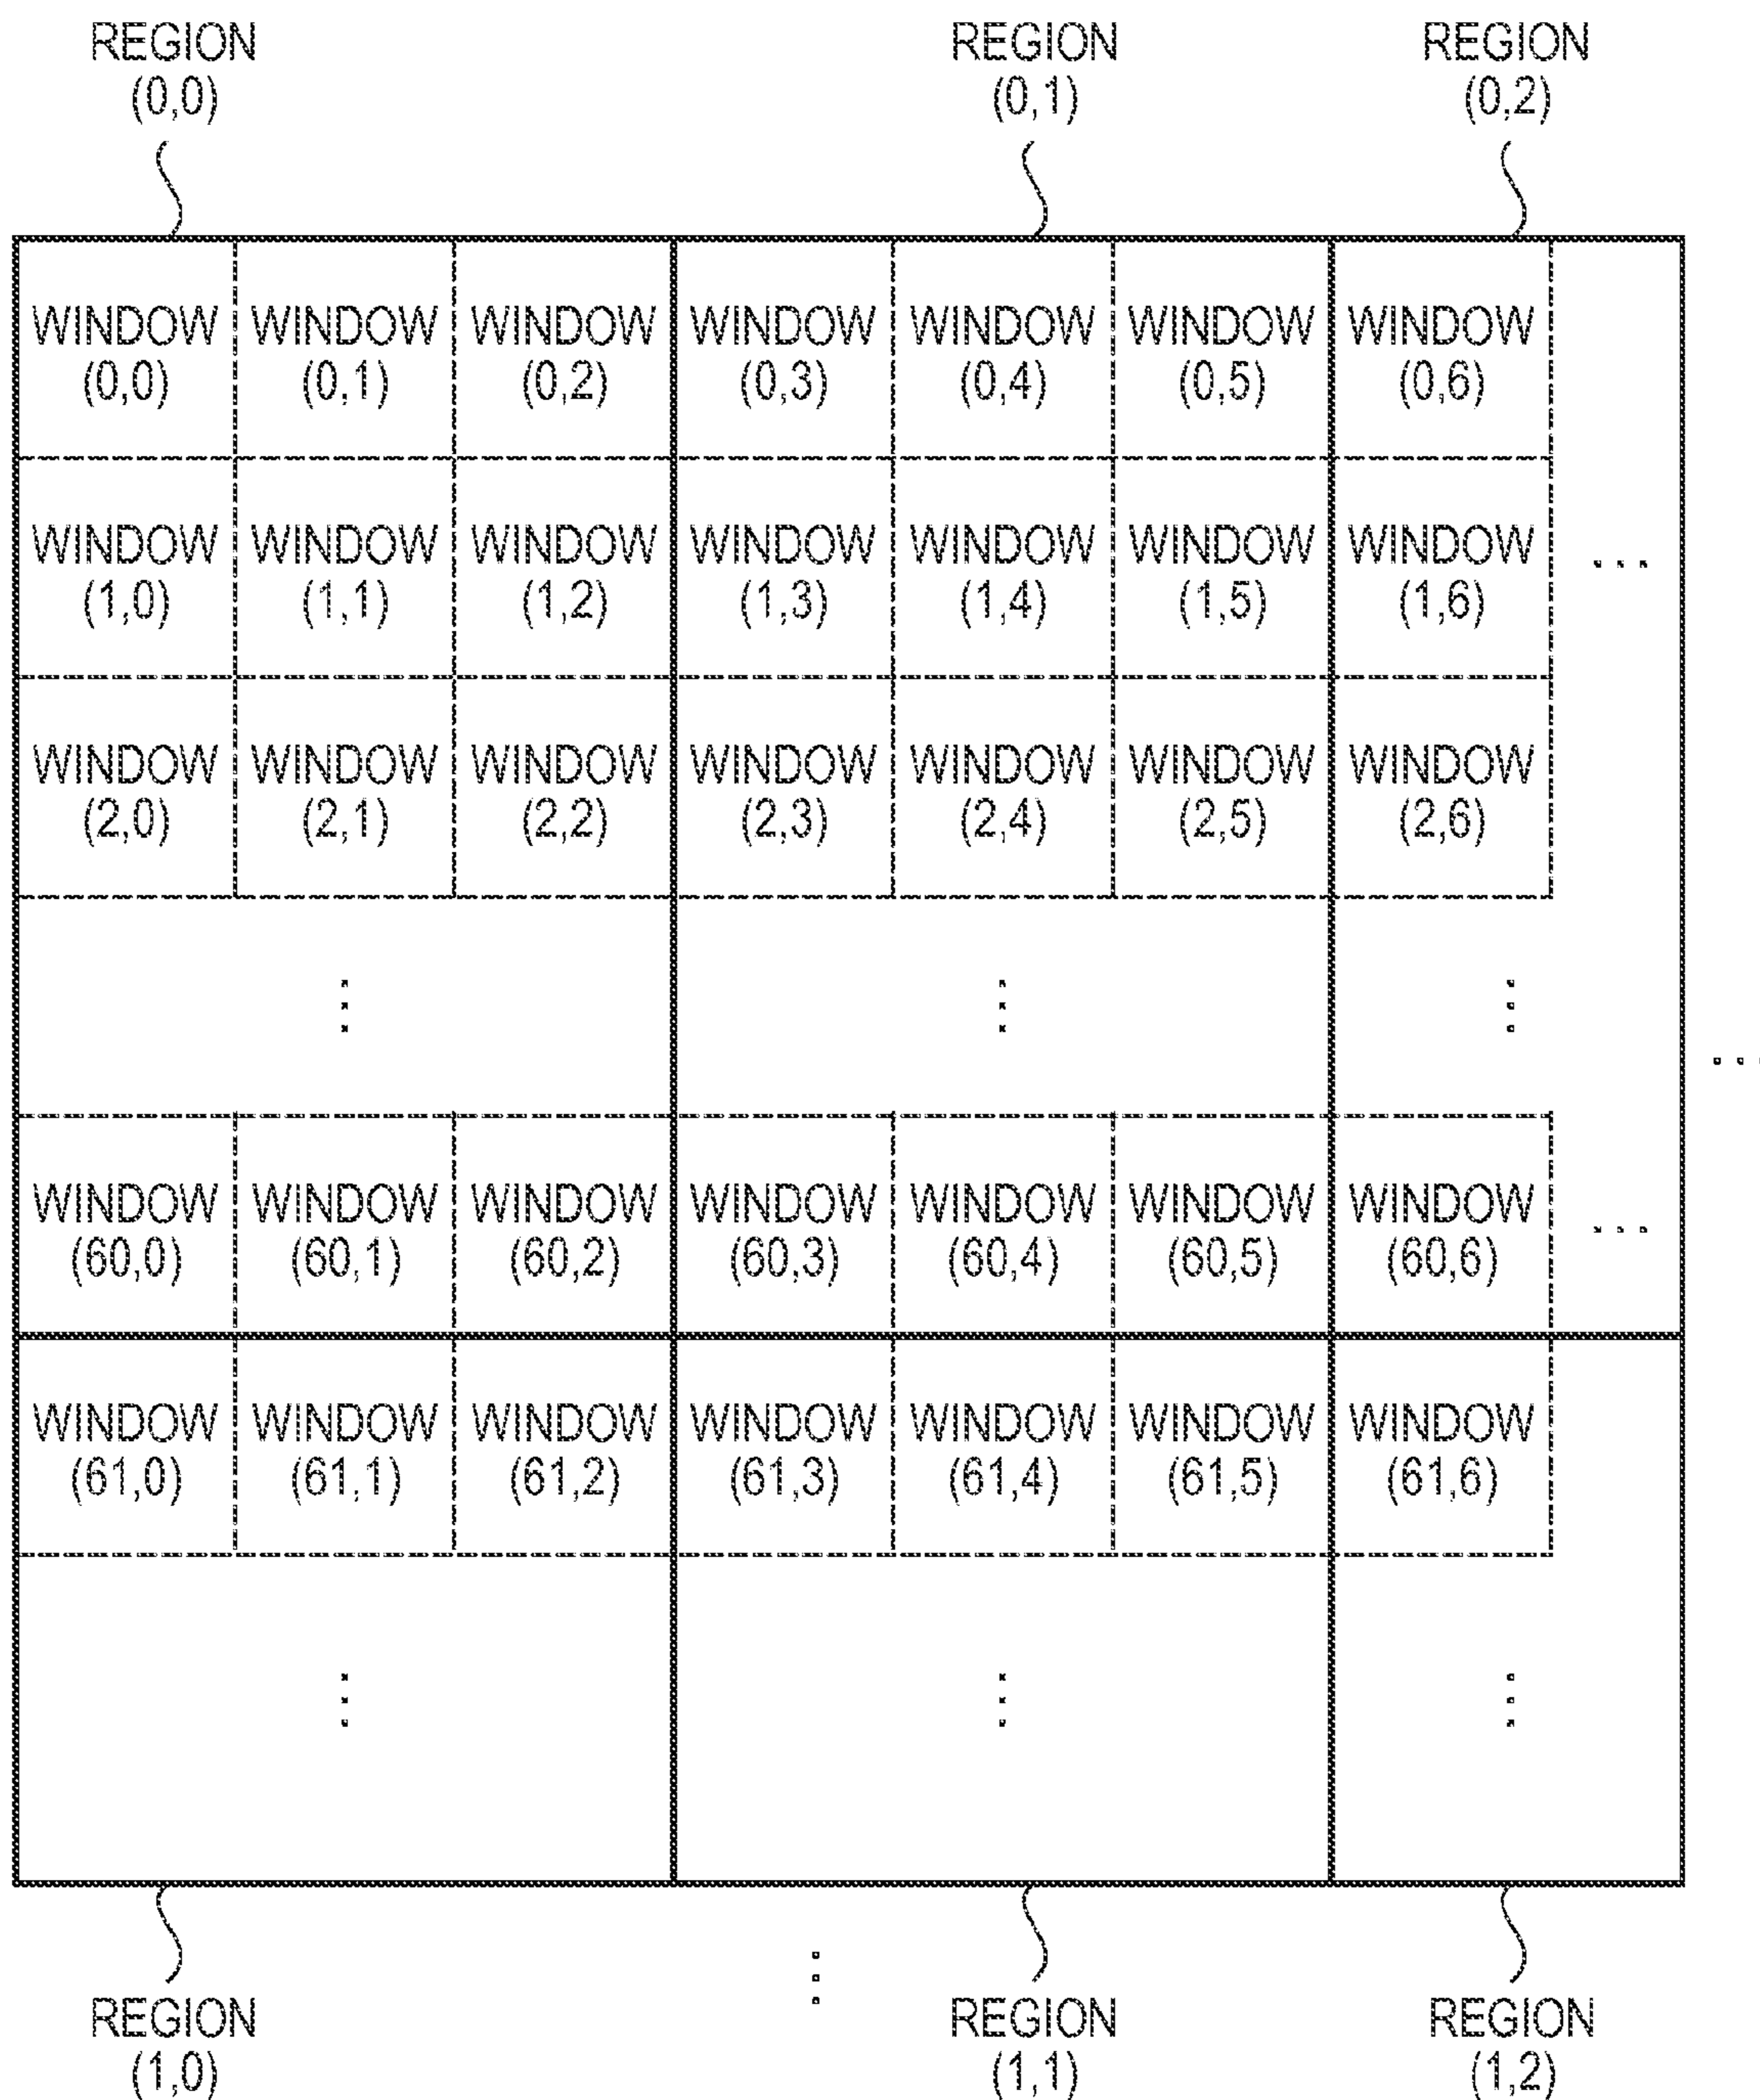 REGION REGION REGION
(0,0) (0,1) (0,2)
WINDOW WINDOW WINDOW WINDOW WINDOW WINDOW WINDOW
(0,0) (0,1) (0,2) (0,3) (0,4) (0,5) (0,6)
WINDOW WINDOW WINDOW WINDOW WINDOW WINDOW WINDOW ...
(1,0) (1,1) (1,2) (1,3) (1,4) (1,5) (1,6)
WINDOW WINDOW WINDOW WINDOW WINDOW WINDOW WINDOW
(2,0) (2,1) (2,2) (2,3) (2,4) (2,5) (2,6)
WINDOW WINDOW WINDOW WINDOW WINDOW WINDOW WINDOW ...
(60,0) (60,1) (60,2) (60,3) (60,4) (60,5) (60,6)
WINDOW WINDOW WINDOW WINDOW WINDOW WINDOW WINDOW
(61,0) (61,1) (61,2) (61,3) (61,4) (61,5) (61,6)
REGION REGION REGION
(1,0) (1,1) (1,2)